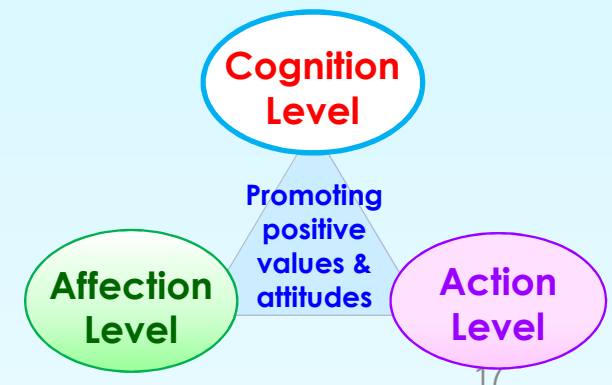 Cognition
Level
Promoting
positive
values &
attitudes
Affection
Level
Action
Level